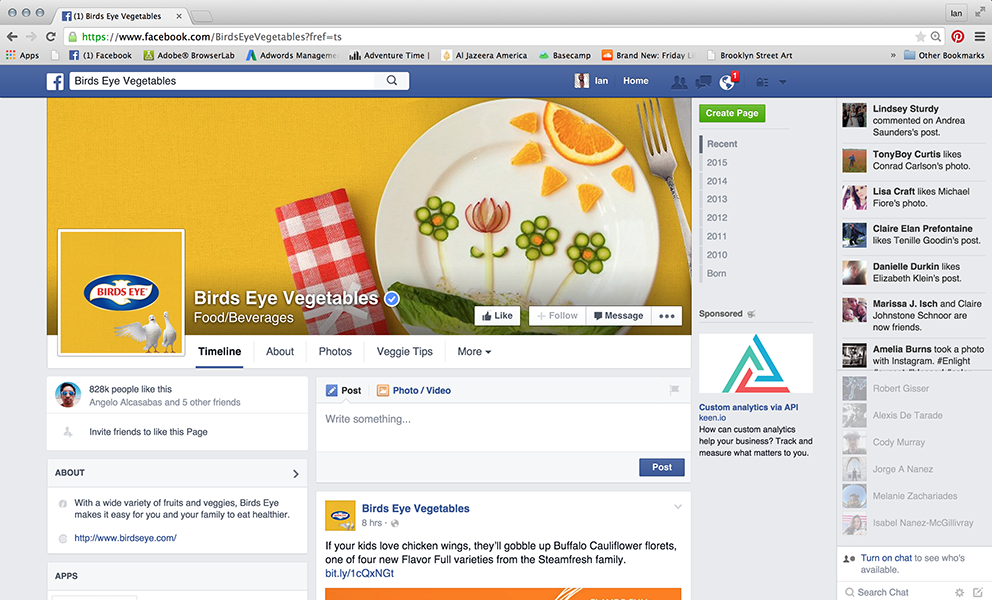 (1) Birds Eye Vegetables
Ian
https://www.facebook.com/BirdsEyeVegetables?fref=ts
Apps
(1) Facebook
Adobe® BrowserLab
Adwords Manageme
Adventure Time |
Al Jazeera America
Basecamp
Brand New: Friday Li
Brooklyn Street Art
»
Other Bookmarks
Birds Eye Vegetables
Ian
Home
1
BIRDS EYE
Birds Eye Vegetables
Food/Beverages
Like
+ Follow
Message
Timeline
About
Photos
Veggie Tips
More
828k people like this
Angelo Alcasabas and 5 other friends
Invite friends to like this Page
ABOUT
With a wide variety of fruits and veggies, Birds Eye
makes it easy for you and your family to eat healthier.
http://www.birdseye.com/
APPS
Post
Photo / Video
Write something...
Post
Birds Eye Vegetables
8 hrs ·
If your kids love chicken wings, they'll gobble up Buffalo Cauliflower florets,
one of four new Flavor Full varieties from the Steamfresh family.
bit.ly/1cQxNGt
Create Page
Recent
2015
2014
2013
2012
2011
2010
Born
Sponsored
Custom analytics via API
keen.io
How can custom analytics
help your business? Track and
measure what matters to you.
Lindsey Sturdy
commented on Andrea
Saunders's post.
TonyBoy Curtis likes
Conrad Carlson's photo.
Lisa Craft likes Michael
Fiore's photo.
Claire Elan Prefontaine
likes Tenille Goodin's post.
Danielle Durkin likes
Elizabeth Klein's post.
Marissa J. Isch and Claire
Johnstone Schnoor are
now friends.
Amelia Burns took a photo
with Instagram. #Enlight
Robert Gisser
Alexis De Tarade
Cody Murray
Jorge A Nanez
Melanie Zachariades
Isabel Nanez-McGillivray
Turn on chat to see who's
available.
Search Chat